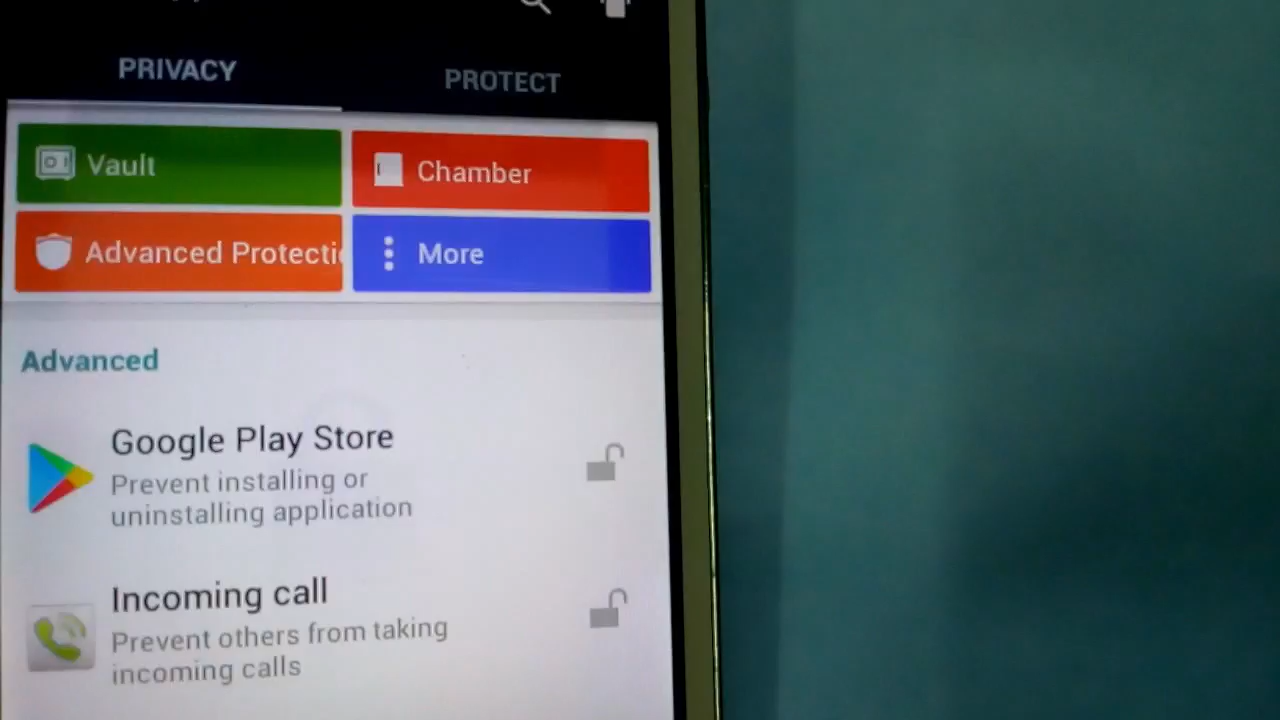 PRIVACY
PROTECT
Vault
Chamber
Advanced Protecti
More
Advanced
Google Play Store
Prevent installing or
uninstalling application
Incoming call
Prevent others from taking
incoming calls